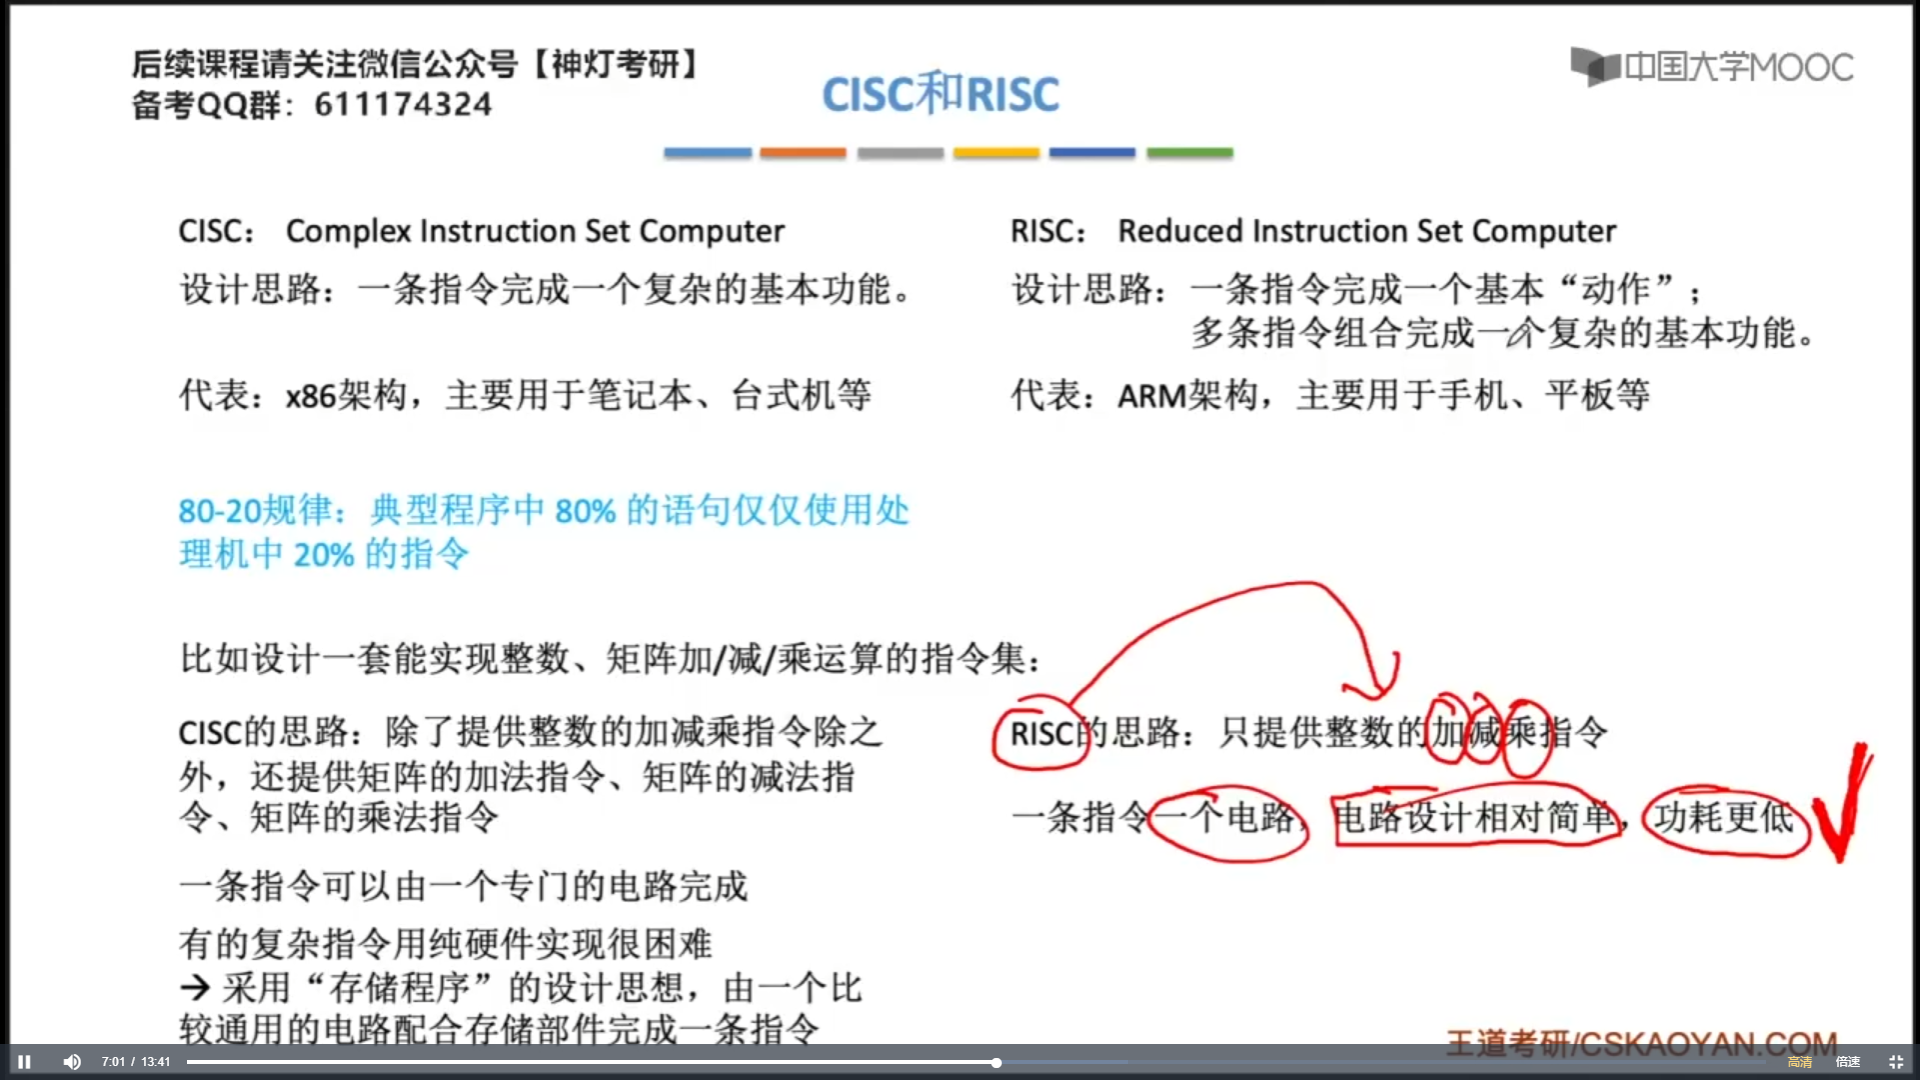 后续课程请关注微信公众号【神灯考研】
备考QQ群：611174324
CISC和RISC
中国大学MOOC
CISC： Complex Instruction Set Computer
设计思路：一条指令完成一个复杂的基本功能。
代表：x86架构，主要用于笔记本、台式机等
RISC： Reduced Instruction Set Computer
设计思路：一条指令完成一个基本“动作”；
多条指令组合完成一个复杂的基本功能。
代表：ARM架构，主要用于手机、平板等
80-20规律：典型程序中 80% 的语句仅仅使用处
理机中 20% 的指令
比如设计一套能实现整数、矩阵加/减/乘运算的指令集：
CISC的思路：除了提供整数的加减乘指令除之
外，还提供矩阵的加法指令、矩阵的减法指
令、矩阵的乘法指令
一条指令可以由一个专门的电路完成
有的复杂指令用纯硬件实现很困难
→ 采用“存储程序”的设计思想，由一个比
较通用的电路配合存储部件完成一条指令
RISC的思路：只提供整数的加减乘指令
一条指令一个电路，电路设计相对简单，功耗更低
王道考研/CSKAOYAN.COM
7:01 / 13:41
高清
倍速